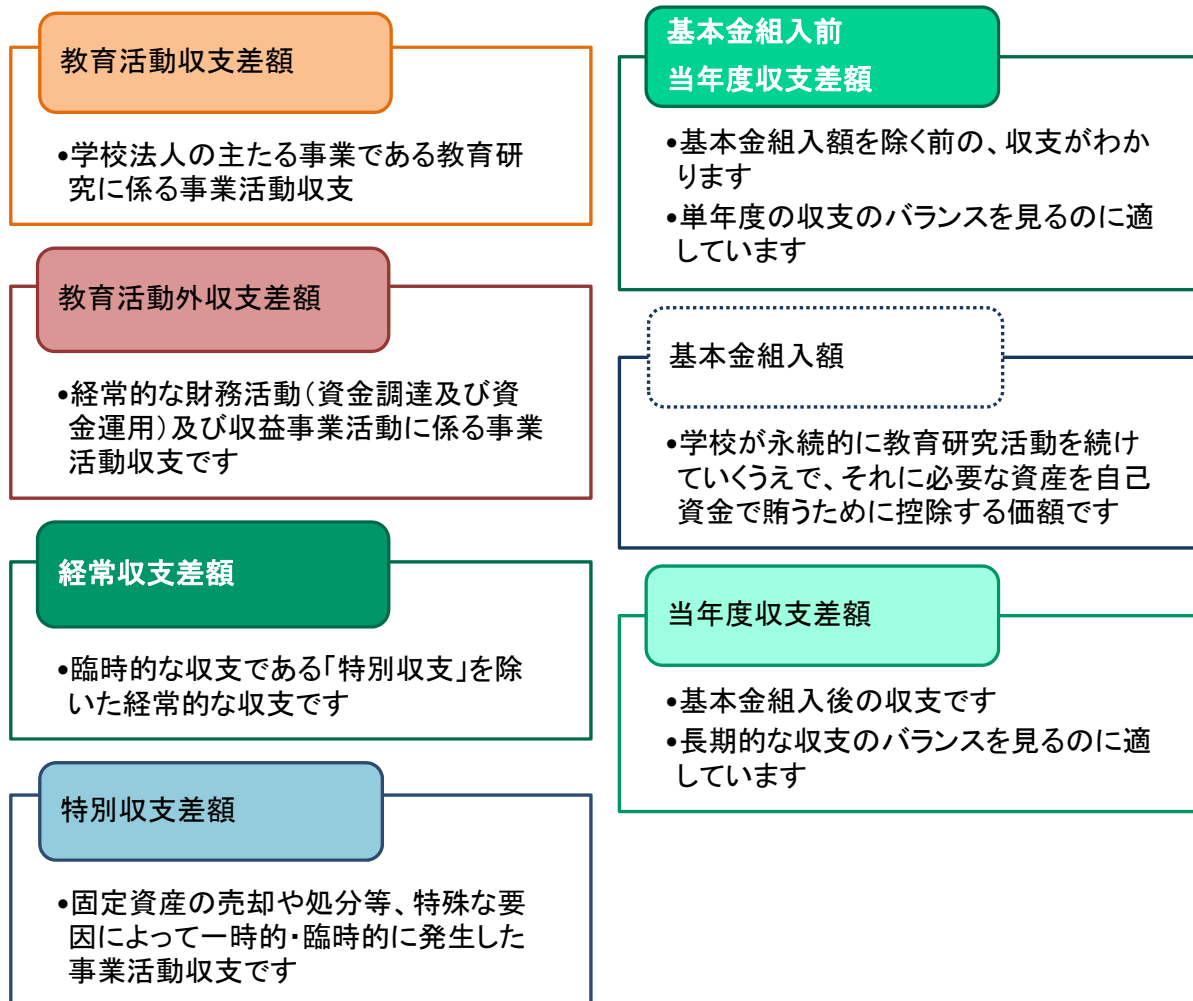 教育活動収支差額
•学校法人の主たる事業である教育研
究に係る事業活動収支
教育活動外収支差額
•経常的な財務活動(資金調達及び資
金運用)及び収益事業活動に係る事業
活動収支です
経常収支差額
•臨時的な収支である「特別収支」を除
いた経常的な収支です
特別収支差額
•固定資産の売却や処分等、特殊な要
因によって一時的・臨時的に発生した
事業活動収支です
基本金組入前
当年度収支差額
•基本金組入額を除く前の、収支がわか
ります
•単年度の収支のバランスを見るのに適
しています
基本金組入額
•学校が永続的に教育研究活動を続け
ていくうえで、それに必要な資産を自己
資金で賄うために控除する価額です
当年度収支差額
•基本金組入後の収支です
•長期的な収支のバランスを見るのに適
しています